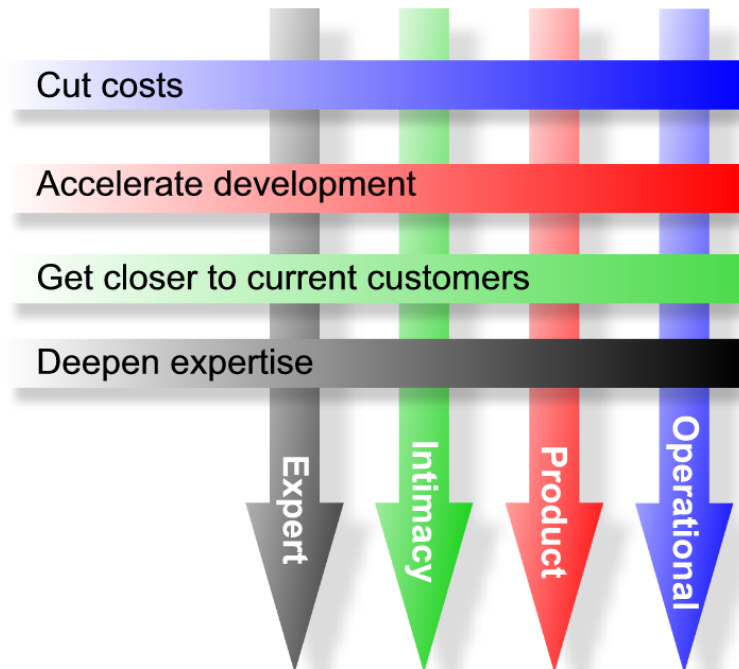 Cut costs
Accelerate development
Get closer to current customers
Deepen expertise
Expert
Intimacy
Product
Operational